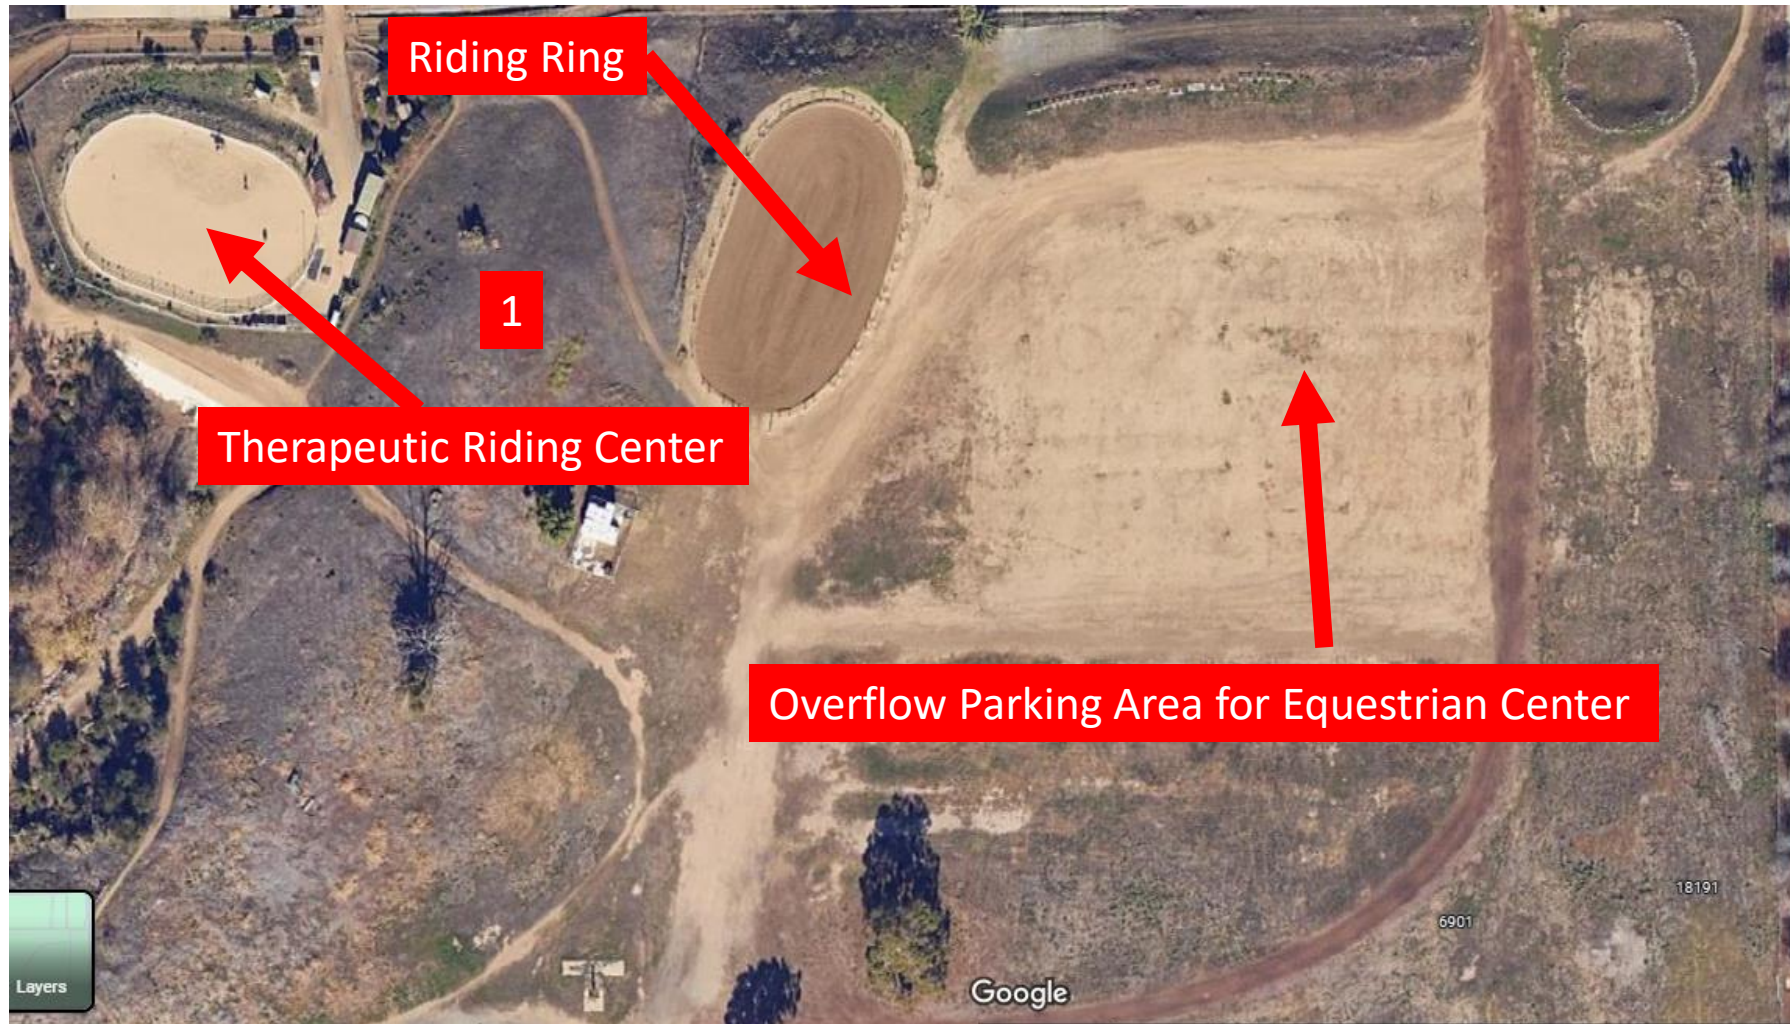 Riding Ring
1
Therapeutic Riding Center
Overflow Parking Area for Equestrian Center
18191
6901
Layers
Google